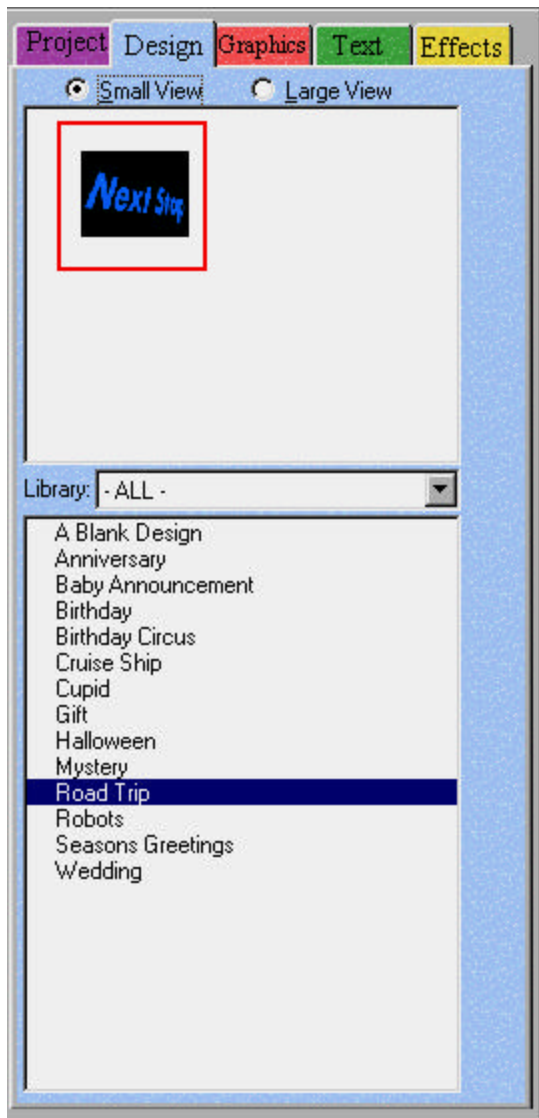 Project Design Graphics Text Effects
Small View Large View
Next Stop
Library: - ALL -
A Blank Design
Anniversary
Baby Announcement
Birthday
Birthday Circus
Cruise Ship
Cupid
Gift
Halloween
Mystery
Road Trip
Robots
Seasons Greetings
Wedding